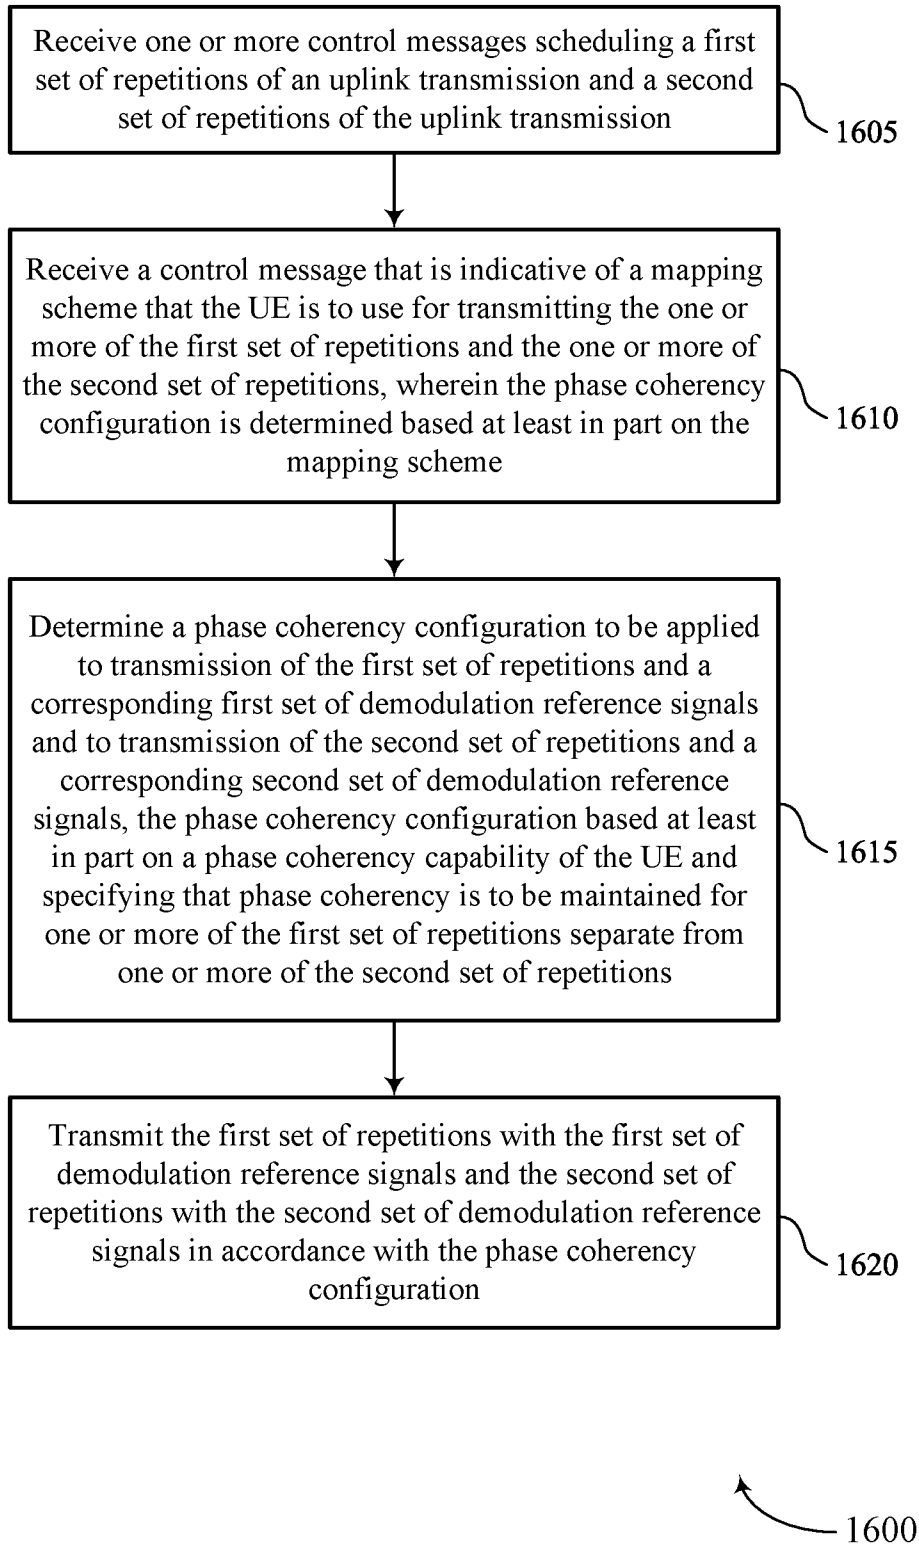 Receive one or more control messages scheduling a first
set of repetitions of an uplink transmission and a second
set of repetitions of the uplink transmission
1605
Receive a control message that is indicative of a mapping
scheme that the UE is to use for transmitting the one or
more of the first set of repetitions and the one or more of
the second set of repetitions, wherein the phase coherency
configuration is determined based at least in part on the
mapping scheme
1610
Determine a phase coherency configuration to be applied
to transmission of the first set of repetitions and a
corresponding first set of demodulation reference signals
and to transmission of the second set of repetitions and a
corresponding second set of demodulation reference
signals, the phase coherency configuration based at least
in part on a phase coherency capability of the UE and
specifying that phase coherency is to be maintained for
one or more of the first set of repetitions separate from
one or more of the second set of repetitions
1615
Transmit the first set of repetitions with the first set of
demodulation reference signals and the second set of
repetitions with the second set of demodulation reference
signals in accordance with the phase coherency
configuration
1620
1600